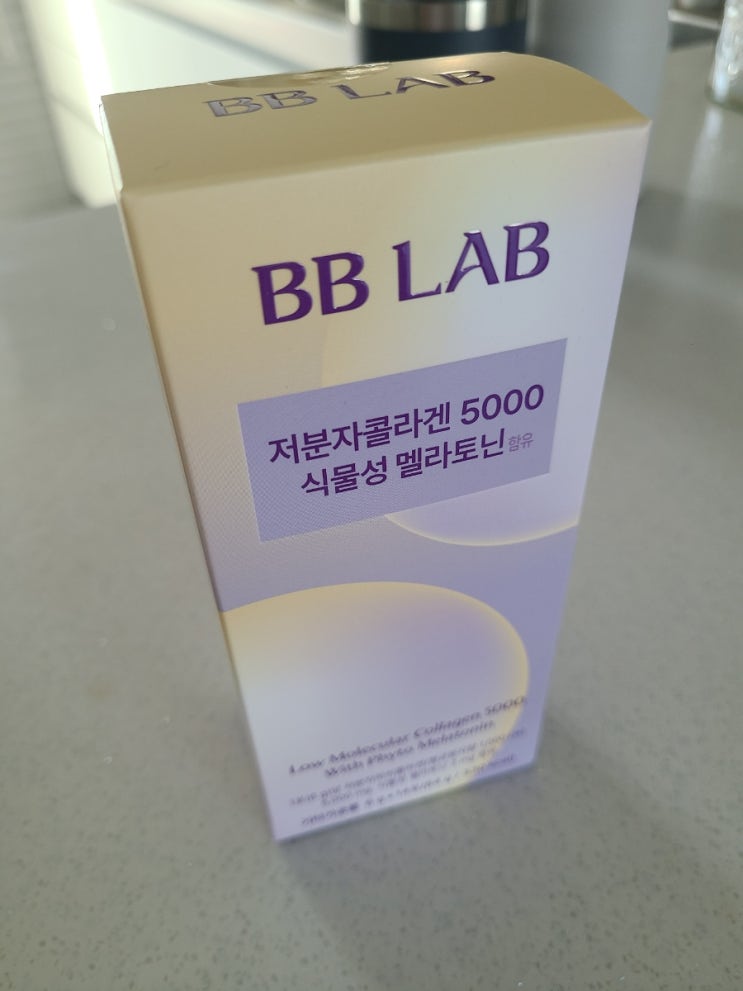 BB LAB
BB LAB
저분자콜라겐 5000
식물성 멜라토닌 함유
Low Molecular Collagen 5000
With Phyto Melatonin